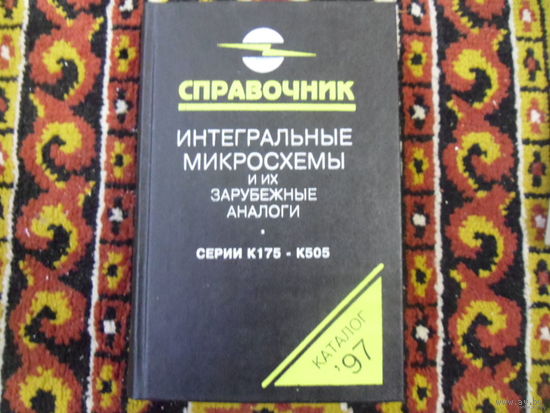 СПРАВОЧНИК
ИНТЕГРАЛЬНЫЕ
МИКРОСХЕМЫ
И ИХ
ЗАРУБЕЖНЫЕ
АНАЛОГИ
СЕРИИ К175 - К505
КАТАЛОГ
'97